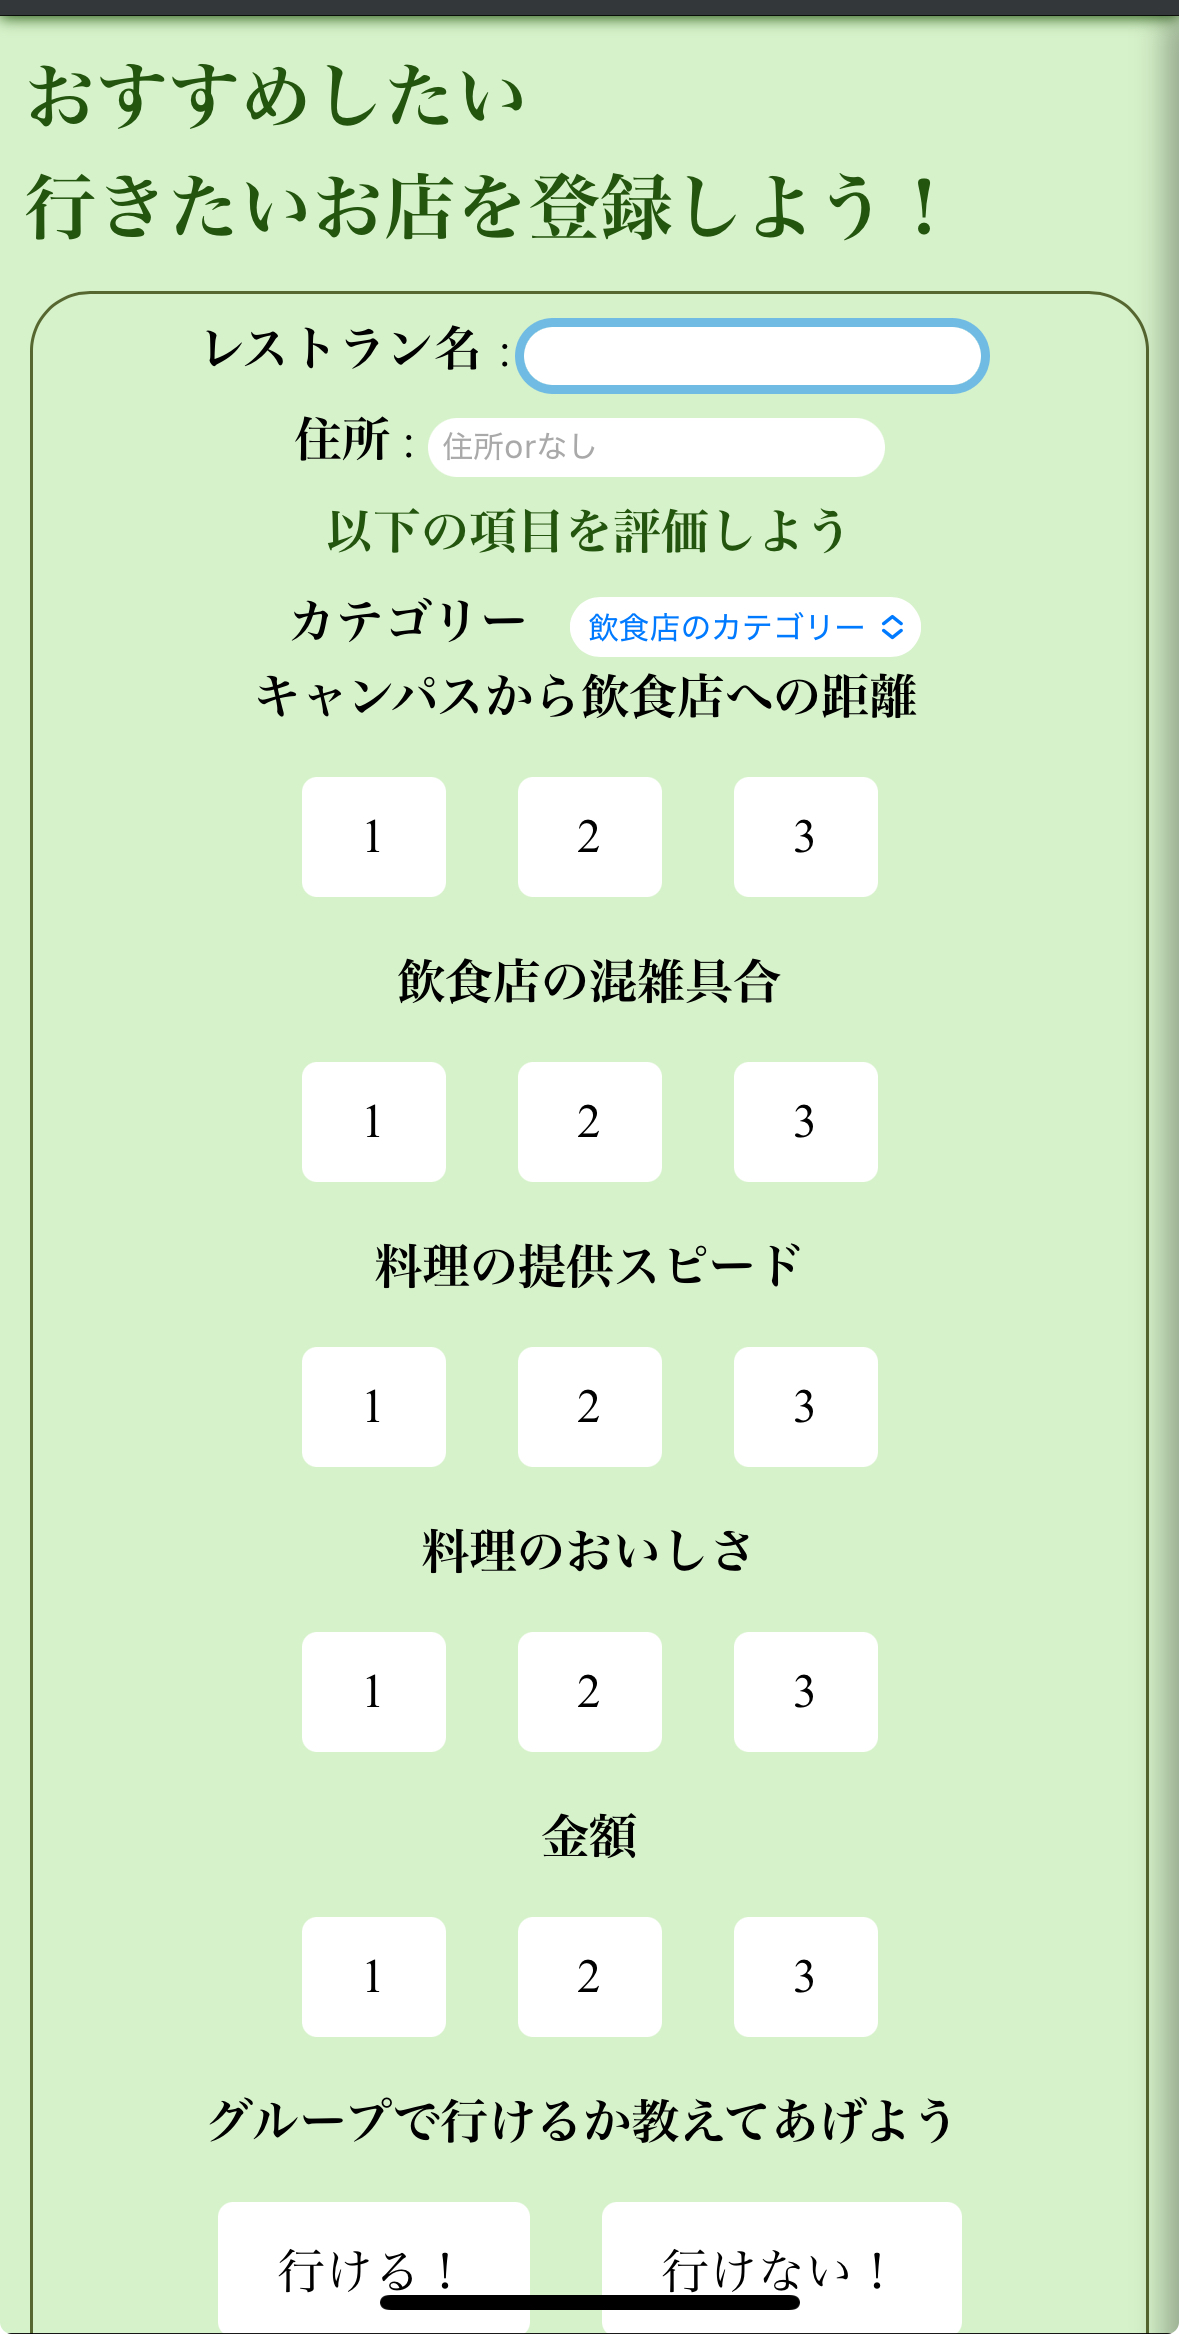 おすすめしたい
行きたいお店を登録しよう！
レストラン名 :
住所 : 住所orなし
以下の項目を評価しよう
カテゴリー 飲食店のカテゴリー
キャンパスから飲食店への距離
1 2 3
飲食店の混雑具合
1 2 3
料理の提供スピード
1 2 3
料理のおいしさ
1 2 3
金額
1 2 3
グループで行けるか教えてあげよう
行ける！ 行けない！